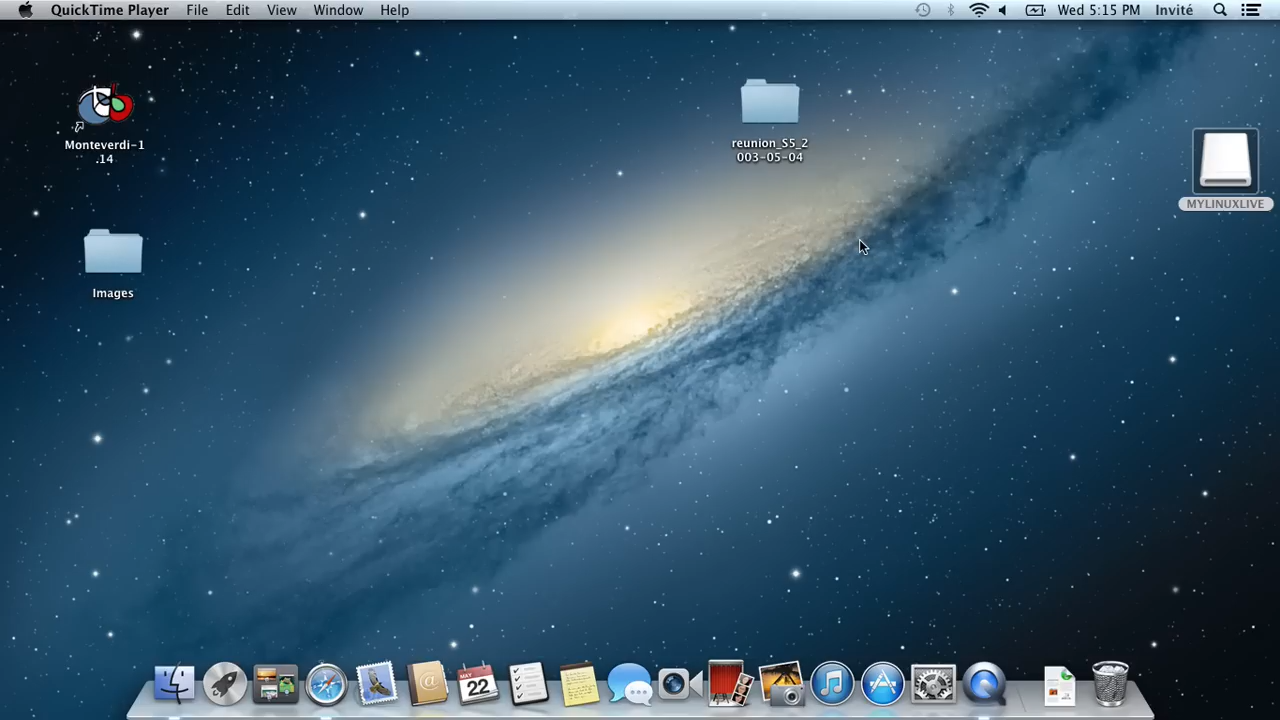 QuickTime Player File Edit View Window Help Wed 5:15 PM Invité
Monteverdi-1
.14
Images
reunion_S5_2
003-05-04
MYLINUXLIVE
MAY
22